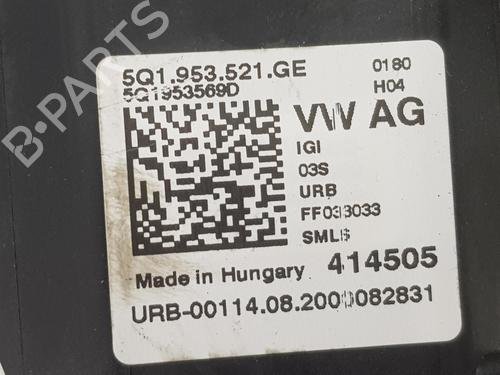 B-PARTS
5Q1.953.521.GE 0180
5Q1953569D H04
VW AG
IGI
03S
URB
FF033033
SMLS
Made in Hungary 414505
URB-00114.08.2000082831